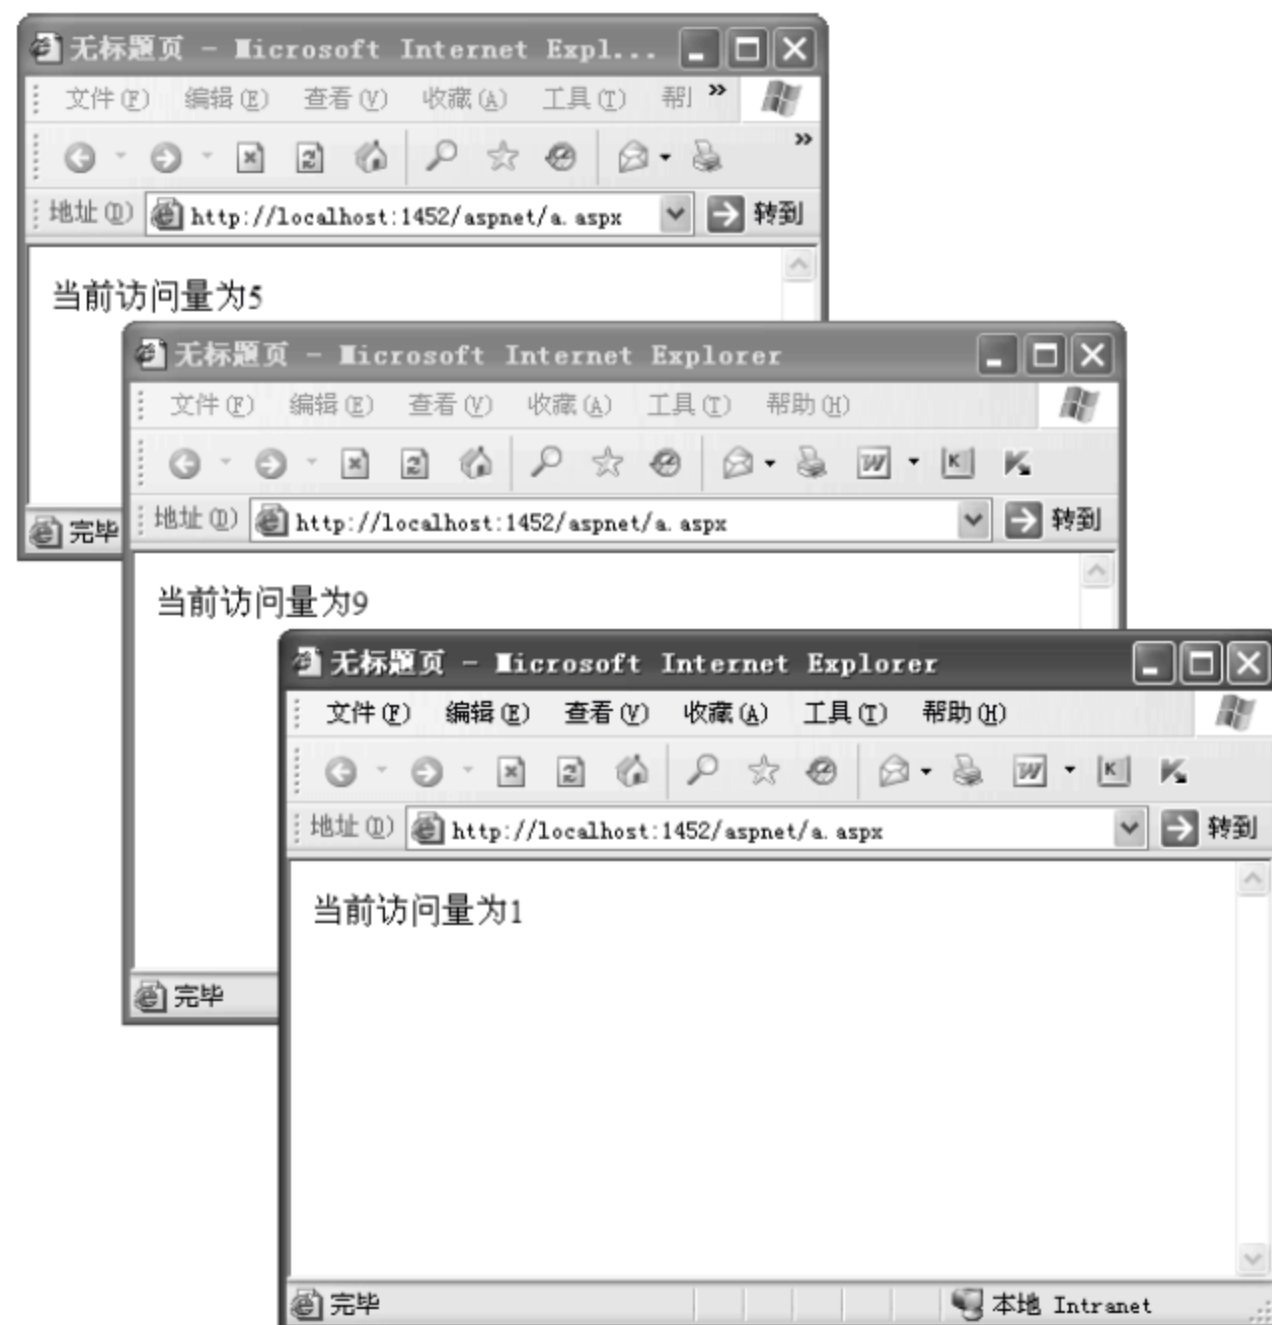 无标题页 - Microsoft Internet Expl...
文件(F) 编辑(E) 查看(V) 收藏(A) 工具(T) 帮 »
»
地址(D) http://localhost:1452/aspnet/a.aspx 转到
当前访问量为5
完毕
无标题页 - Microsoft Internet Explorer
文件(F) 编辑(E) 查看(V) 收藏(A) 工具(T) 帮助(H)
W K K
地址(D) http://localhost:1452/aspnet/a.aspx 转到
当前访问量为9
完毕
无标题页 - Microsoft Internet Explorer
文件(F) 编辑(E) 查看(V) 收藏(A) 工具(T) 帮助(H)
W K K
地址(D) http://localhost:1452/aspnet/a.aspx 转到
当前访问量为1
完毕 本地 Intranet